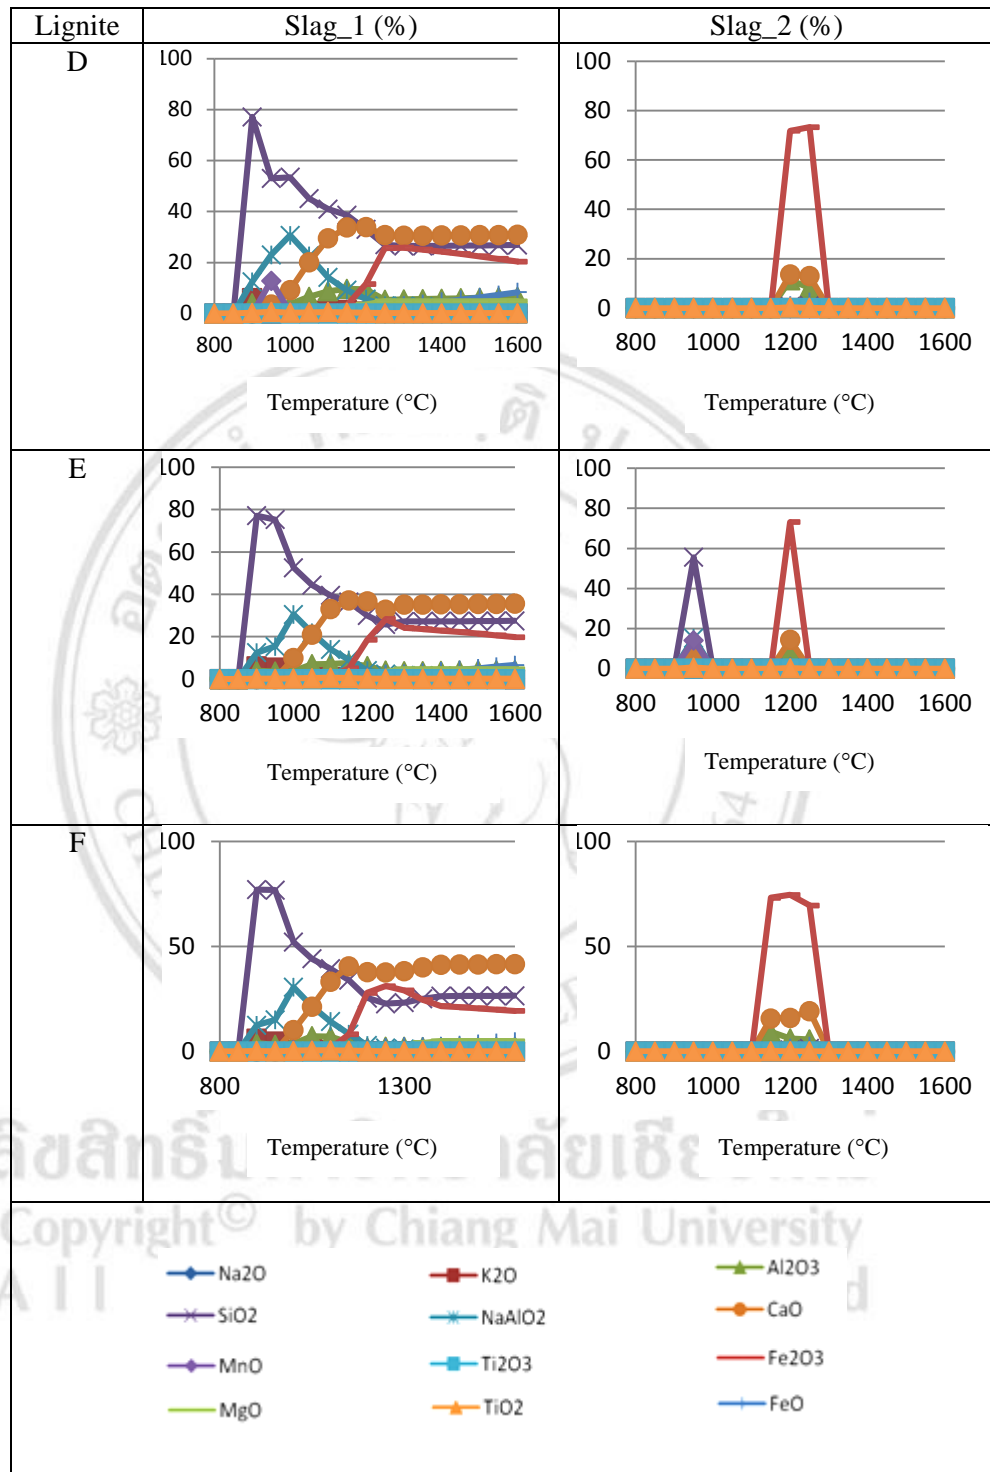 Lignite Slag_1 (%) Slag_2 (%)
D
100
80
60
40
20
0
800 1000 1200 1400 1600
Temperature (°C)
100
80
60
40
20
0
800 1000 1200 1400 1600
Temperature (°C)
E
100
80
60
40
20
0
800 1000 1200 1400 1600
Temperature (°C)
100
80
60
40
20
0
800 1000 1200 1400 1600
Temperature (°C)
F
100
50
0
800 1300
Temperature (°C)
100
50
0
800 1000 1200 1400 1600
Temperature (°C)
Copyright© by Chiang Mai University
All d
Na2O K2O Al2O3
SiO2 NaAlO2 CaO
MnO Ti2O3 Fe2O3
MgO TiO2 FeO